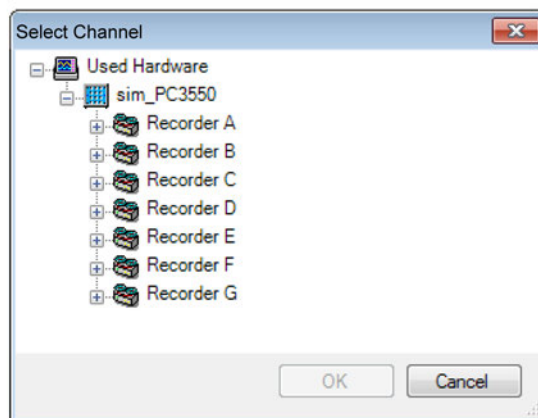 Select Channel
Used Hardware
sim_PC3550
Recorder A
Recorder B
Recorder C
Recorder D
Recorder E
Recorder F
Recorder G
OK Cancel